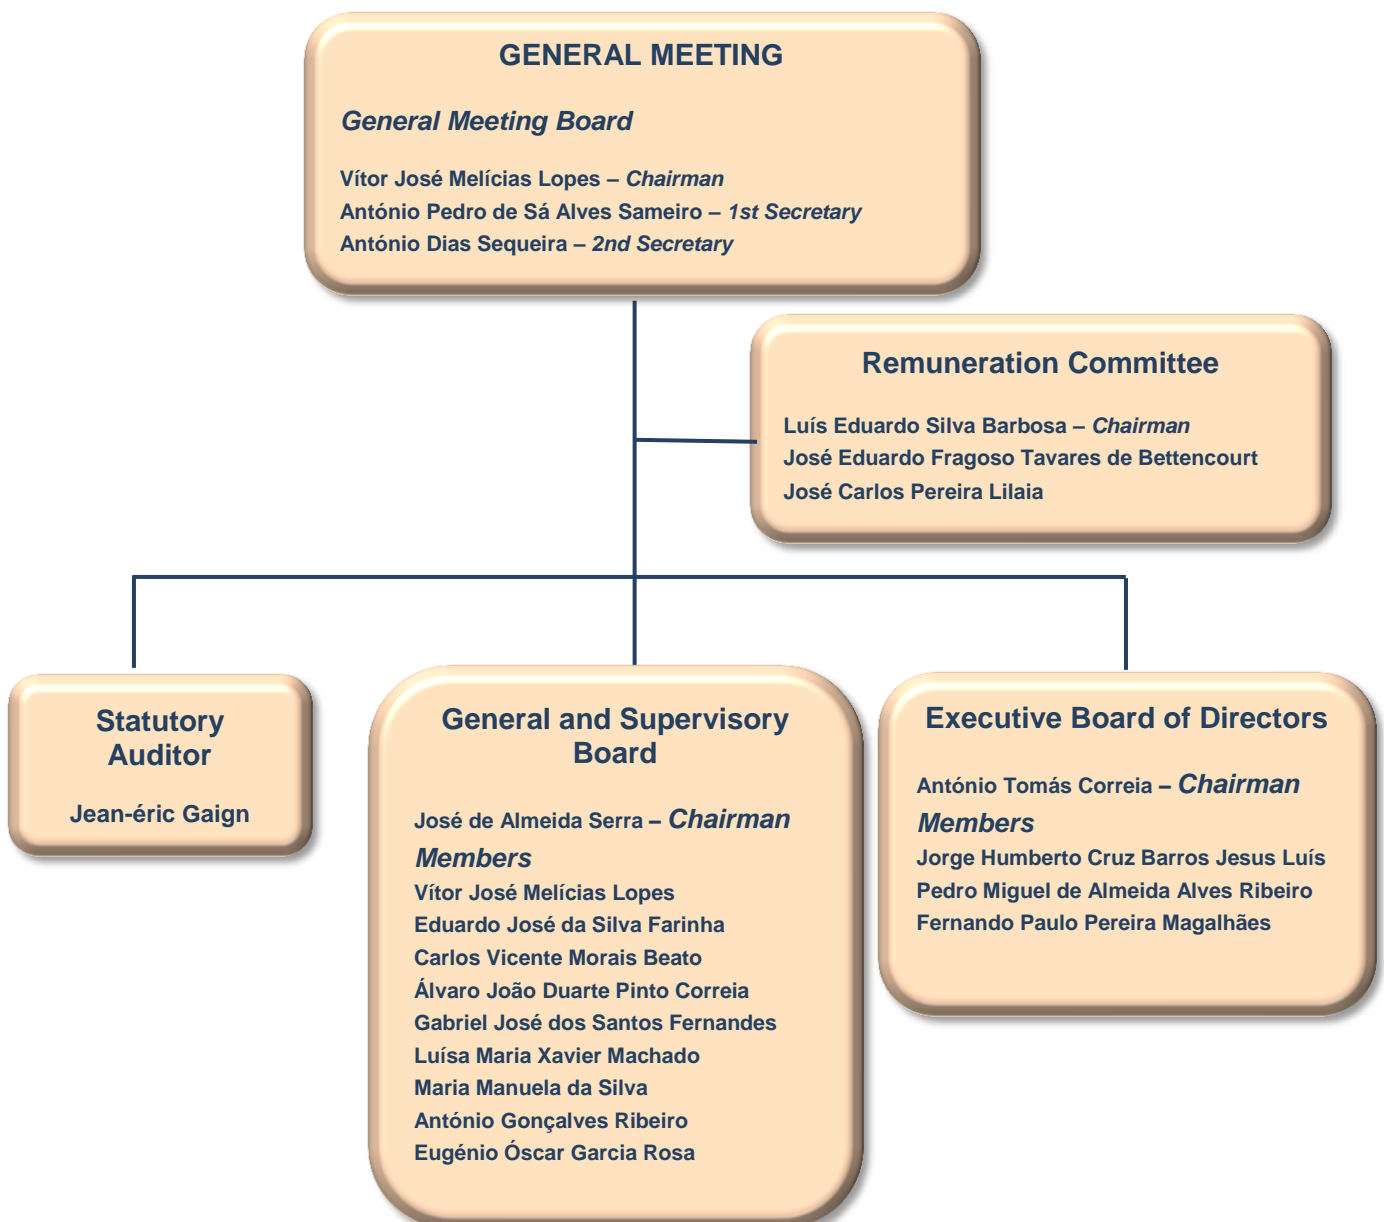 GENERAL MEETING
General Meeting Board
Vítor José Melícias Lopes – Chairman
António Pedro de Sá Alves Sameiro – 1st Secretary
António Dias Sequeira – 2nd Secretary
Remuneration Committee
Luís Eduardo Silva Barbosa – Chairman
José Eduardo Fragoso Tavares de Bettencourt
José Carlos Pereira Lilaia
Statutory
Auditor
Jean-éric Gaign
General and Supervisory
Board
José de Almeida Serra – Chairman
Members
Vítor José Melícias Lopes
Eduardo José da Silva Farinha
Carlos Vicente Morais Beato
Álvaro João Duarte Pinto Correia
Gabriel José dos Santos Fernandes
Luísa Maria Xavier Machado
Maria Manuela da Silva
António Gonçalves Ribeiro
Eugénio Óscar Garcia Rosa
Executive Board of Directors
António Tomás Correia – Chairman
Members
Jorge Humberto Cruz Barros Jesus Luís
Pedro Miguel de Almeida Alves Ribeiro
Fernando Paulo Pereira Magalhães